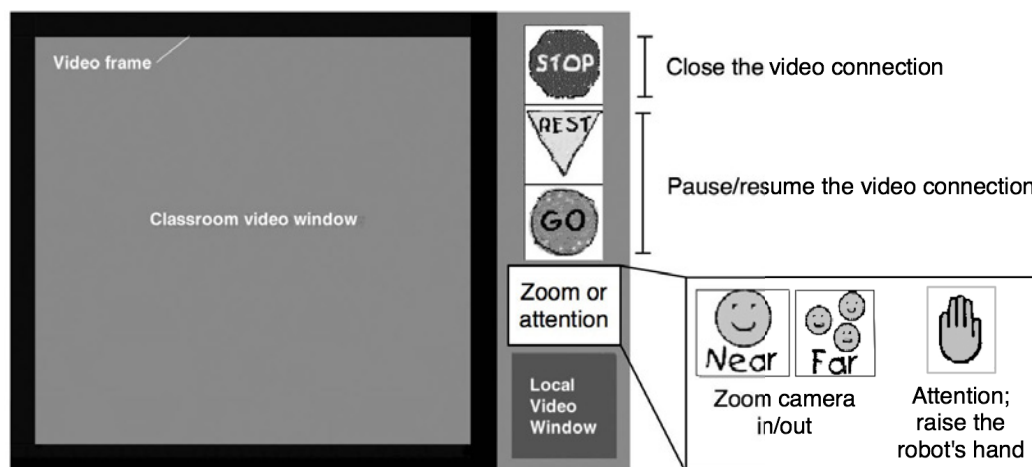 Video frame
Classroom video window
STOP
REST
GO
Zoom or
attention
Local
Video
Window
Close the video connection
Pause/resume the video connection
Near
Far
Zoom camera
in/out
Attention;
raise the
robot's hand